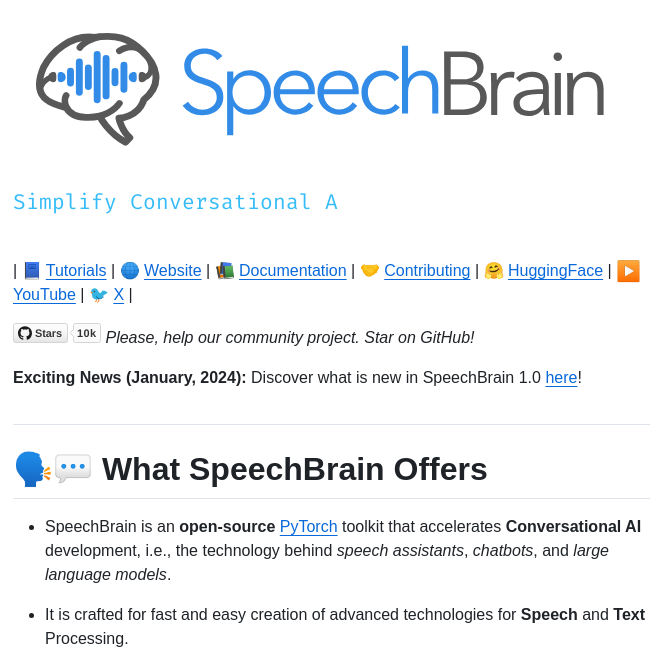 SpeechBrain
Simplify Conversational A
| 📘 Tutorials | 🌐 Website | 📚 Documentation | 🤝 Contributing | 🤗 HuggingFace | ▶️
YouTube | 🐦 X |
Stars 10k Please, help our community project. Star on GitHub!
Exciting News (January, 2024): Discover what is new in SpeechBrain 1.0 here!
🗣️💬 What SpeechBrain Offers
• SpeechBrain is an open-source PyTorch toolkit that accelerates Conversational AI
development, i.e., the technology behind speech assistants, chatbots, and large
language models.
• It is crafted for fast and easy creation of advanced technologies for Speech and Text
Processing.